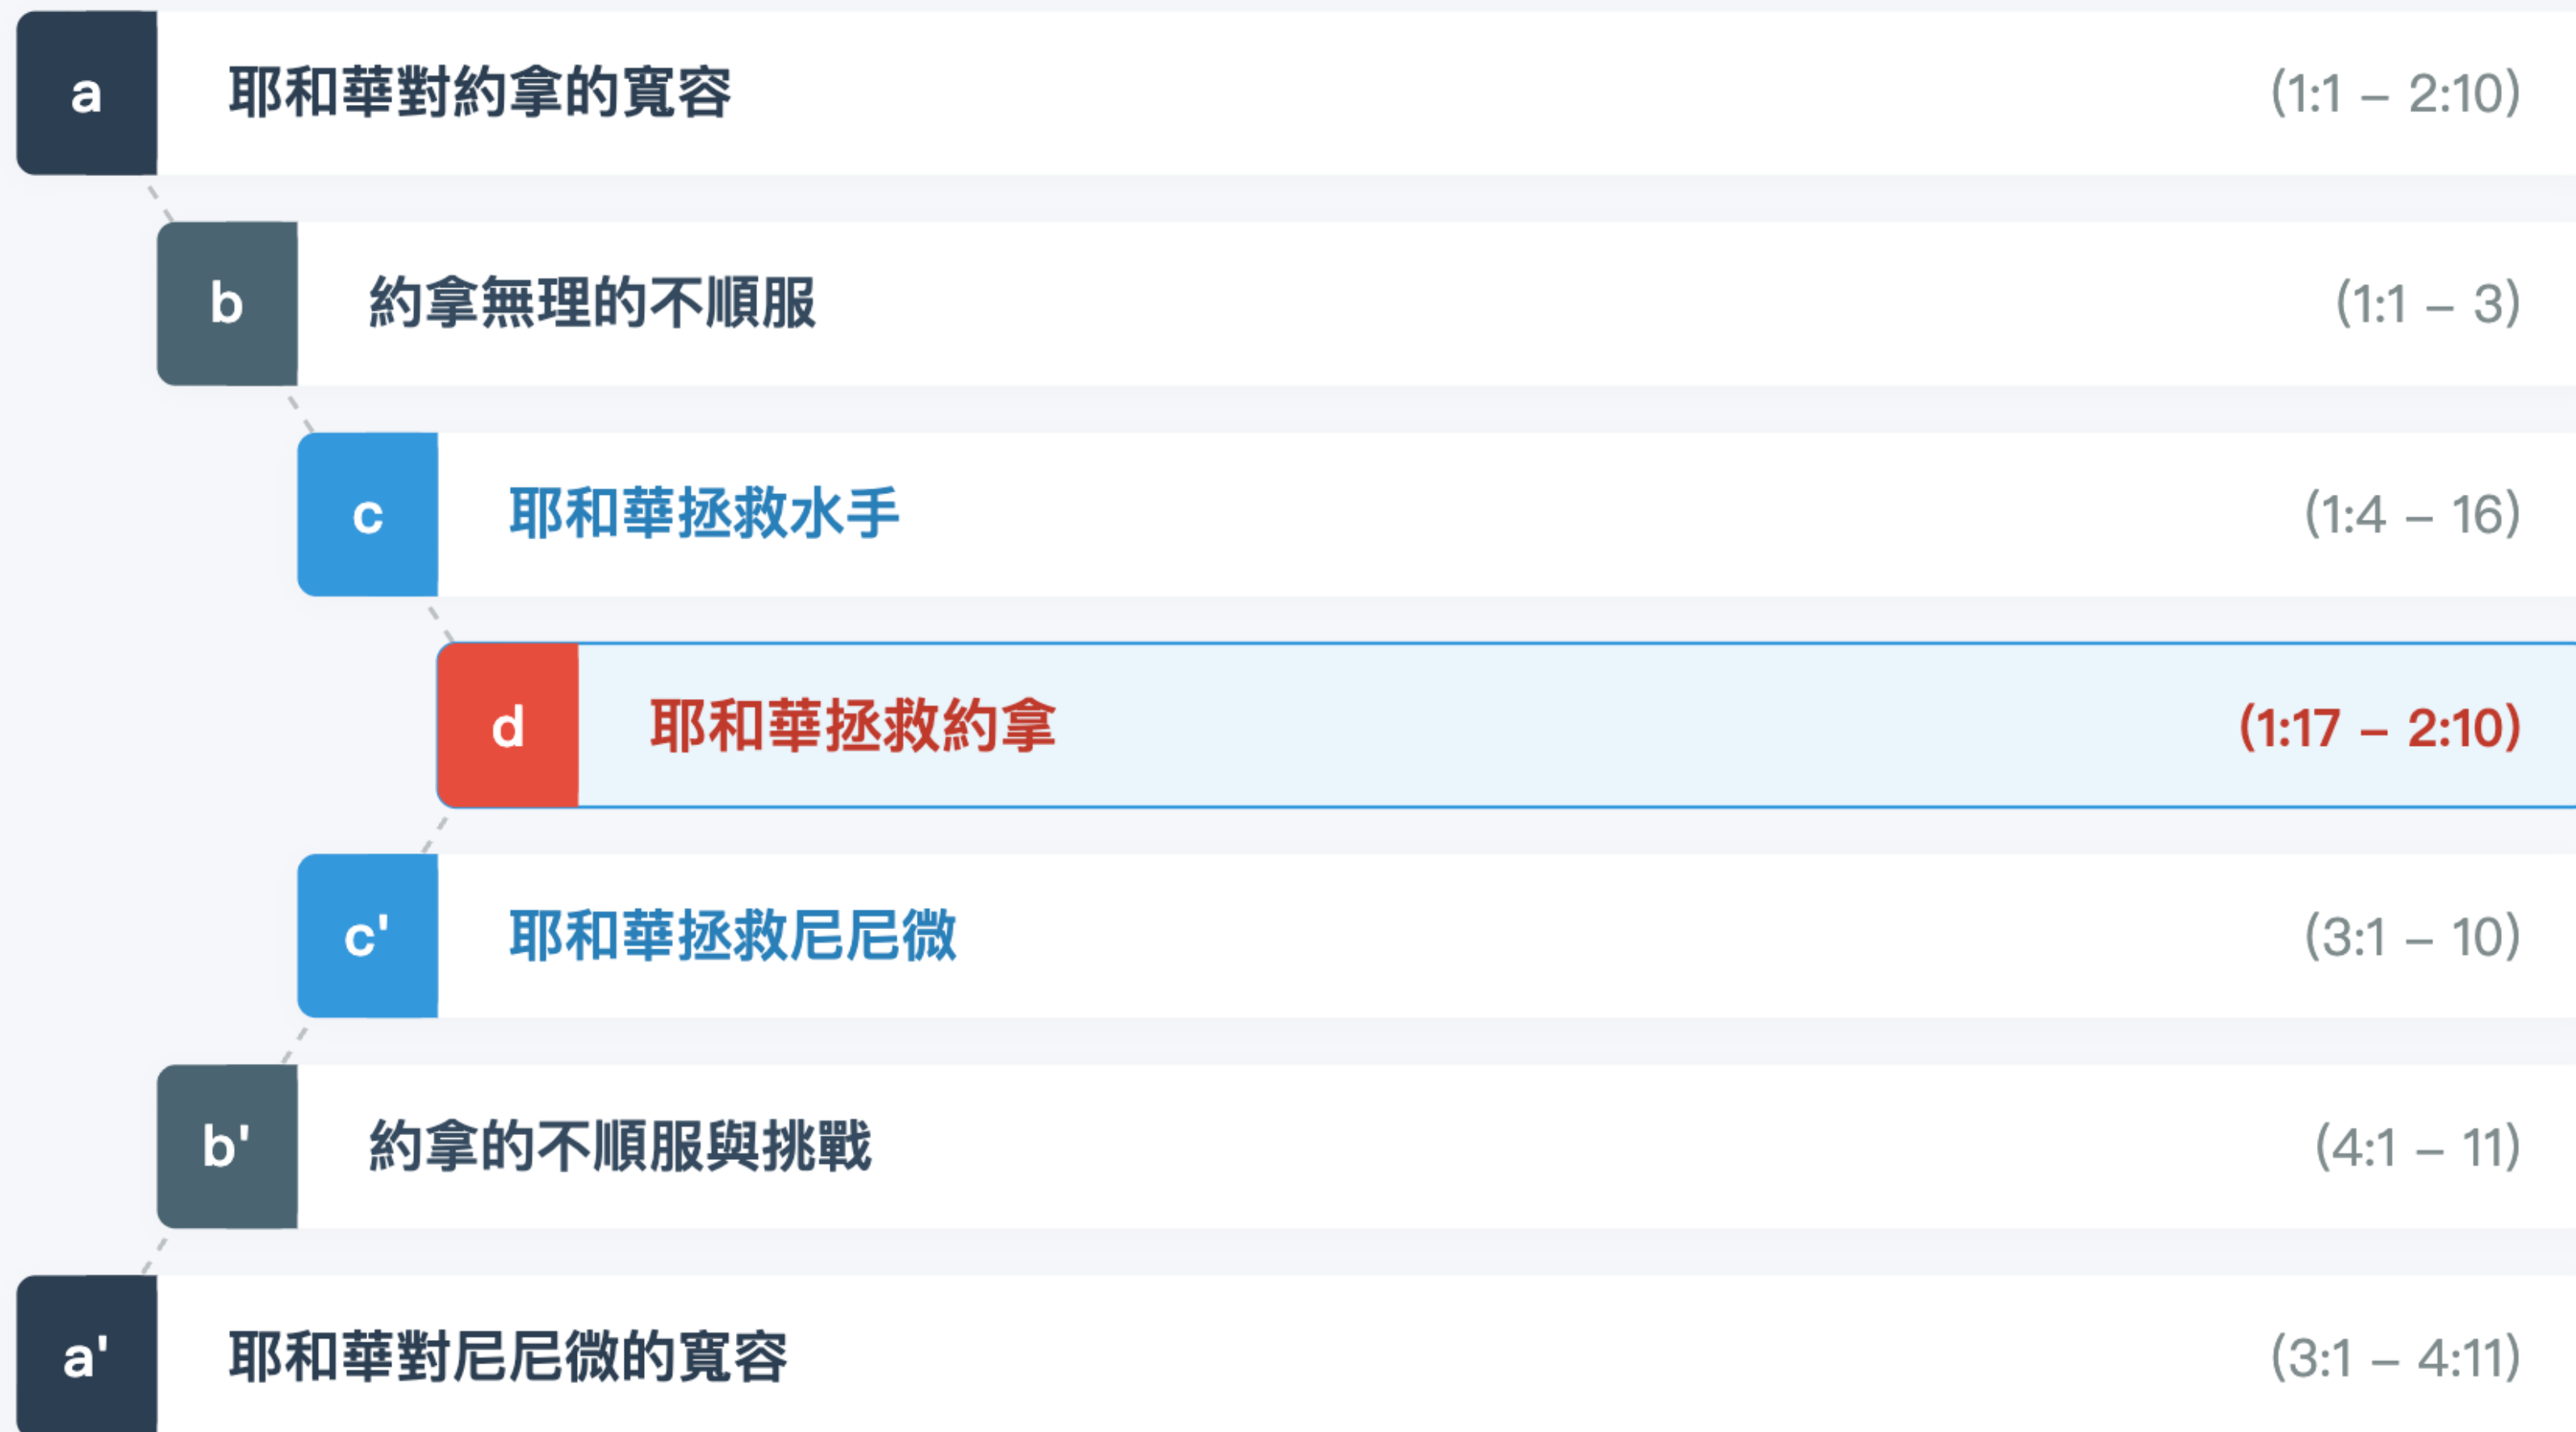 a 耶和華對約拿的寬容 (1:1 – 2:10)
b 約拿無理的不順服 (1:1 – 3)
c 耶和華拯救水手 (1:4 – 16)
d 耶和華拯救約拿 (1:17 – 2:10)
c' 耶和華拯救尼尼微 (3:1 – 10)
b' 約拿的不順服與挑戰 (4:1 – 11)
a' 耶和華對尼尼微的寬容 (3:1 – 4:11)